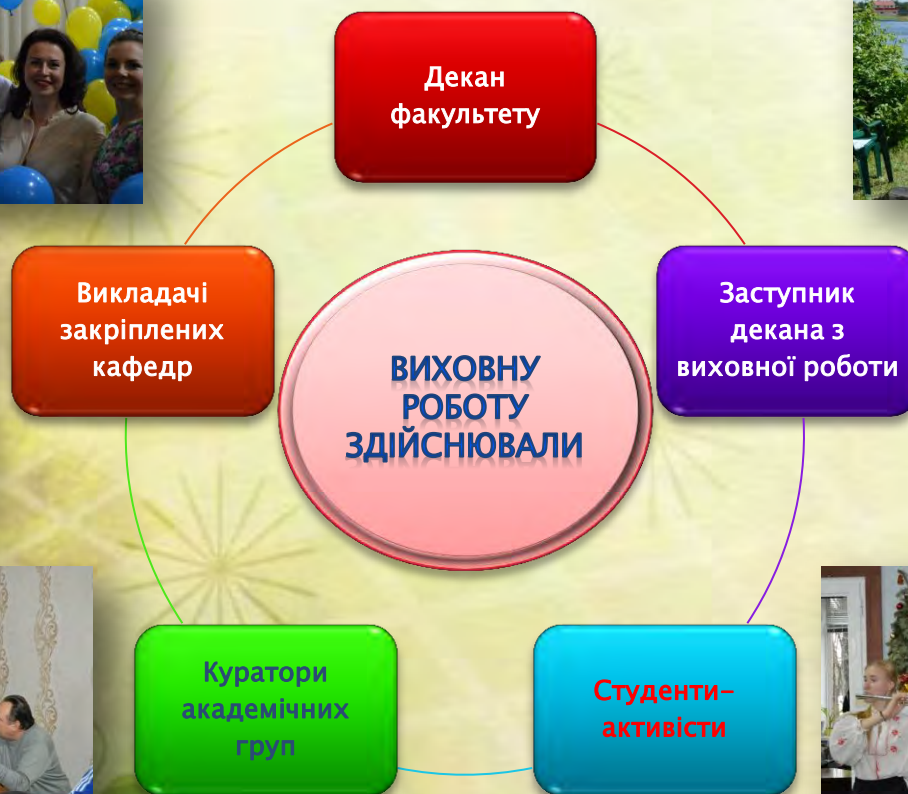 Декан
факультету
Заступник
декана з
виховної роботи
Студенти-
активісти
Куратори
академічних
груп
Викладачі
закріплених
кафедр
ВИХОВНУ
РОБОТУ
ЗДІЙСНЮВАЛИ